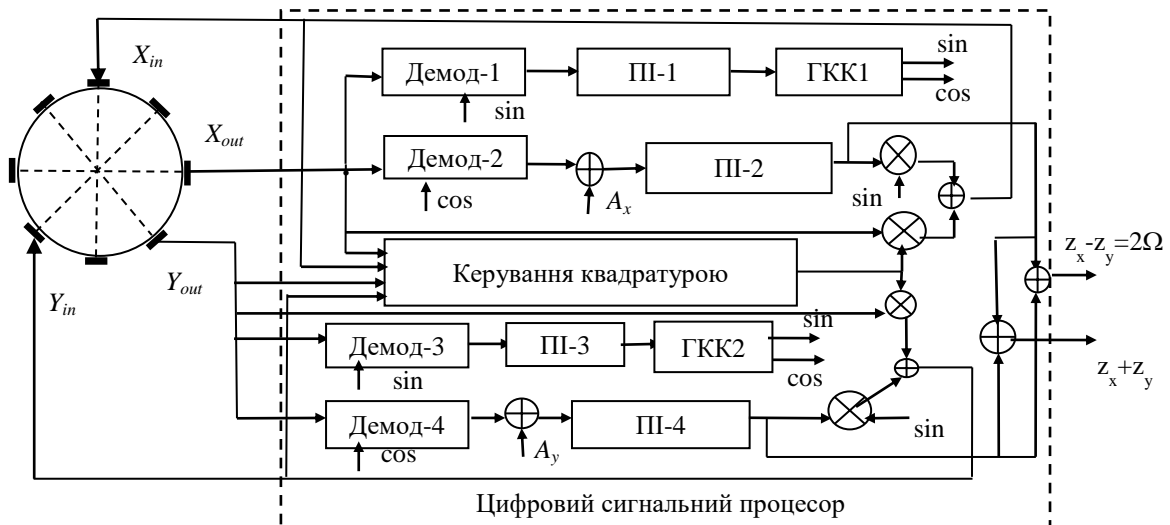 X_in
Демод-1
ПІ-1
ГКК1
sin
cos
sin
X_out
Демод-2
ПІ-2
cos
A_x
sin
Керування квадратурою
z_x-z_y=2Ω
Y_out
Y_in
Демод-3
ПІ-3
ГКК2
sin
cos
sin
z_x+z_y
Демод-4
ПІ-4
cos
A_y
sin
Цифровий сигнальний процесор